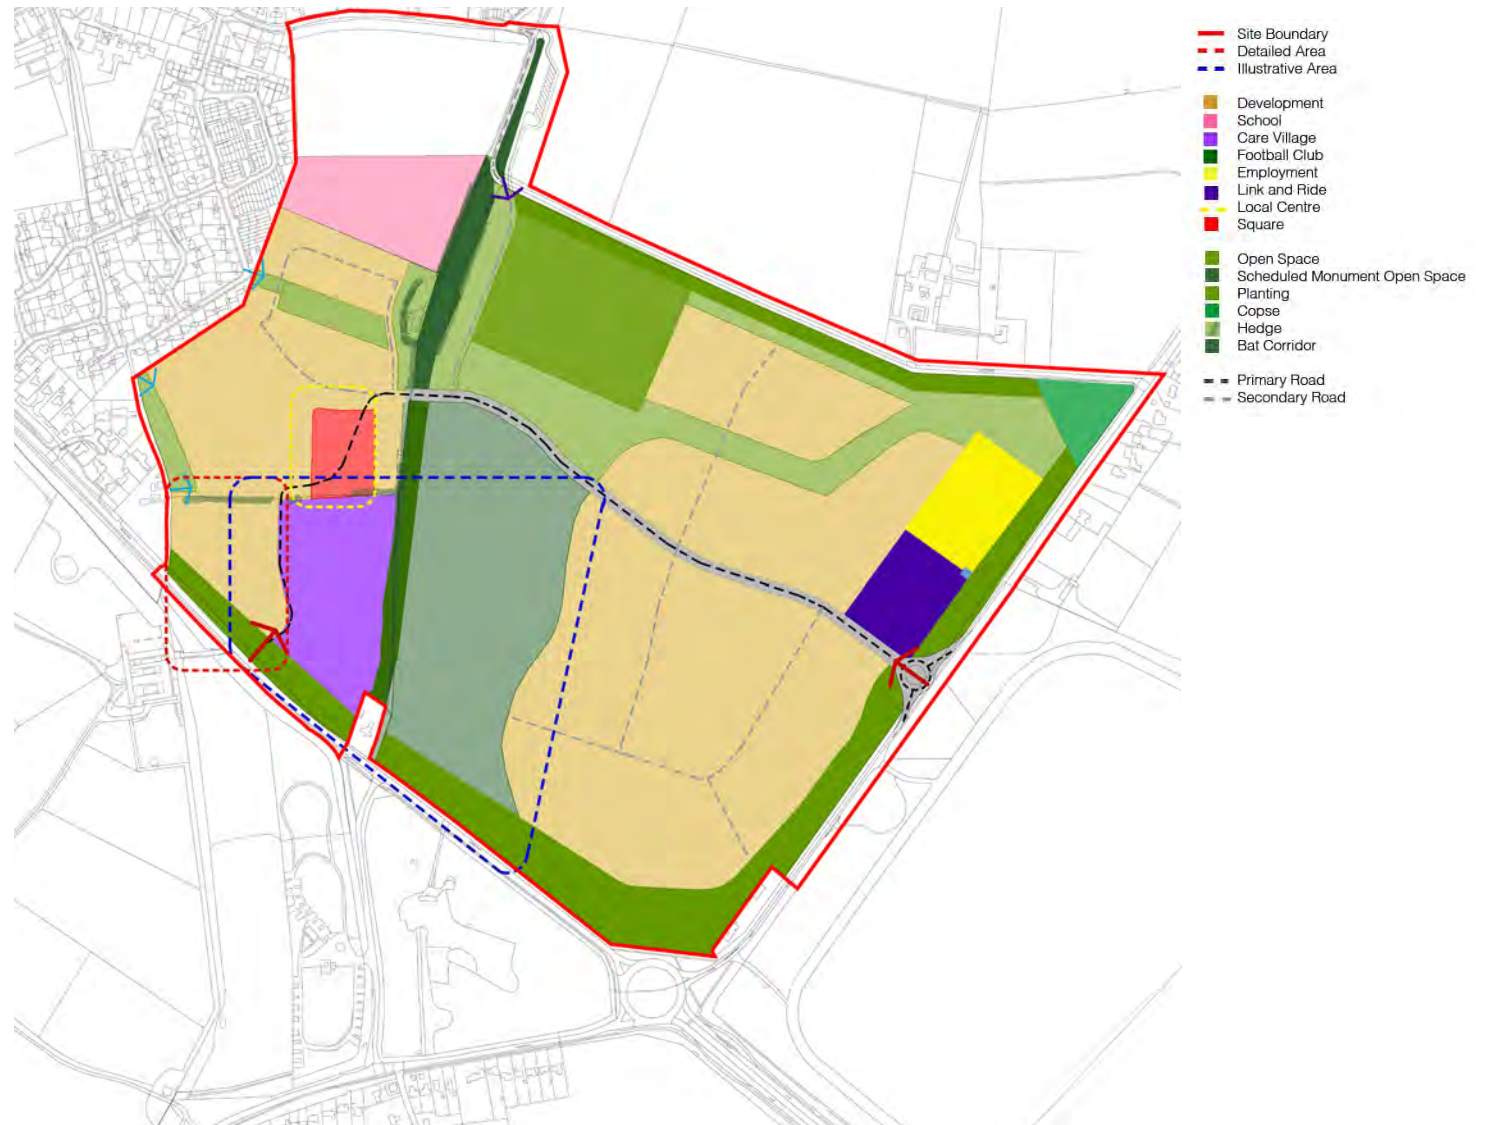 Site Boundary
Detailed Area
Illustrative Area
Development
School
Care Village
Football Club
Employment
Link and Ride
Local Centre
Square
Open Space
Scheduled Monument Open Space
Planting
Copse
Hedge
Bat Corridor
Primary Road
Secondary Road